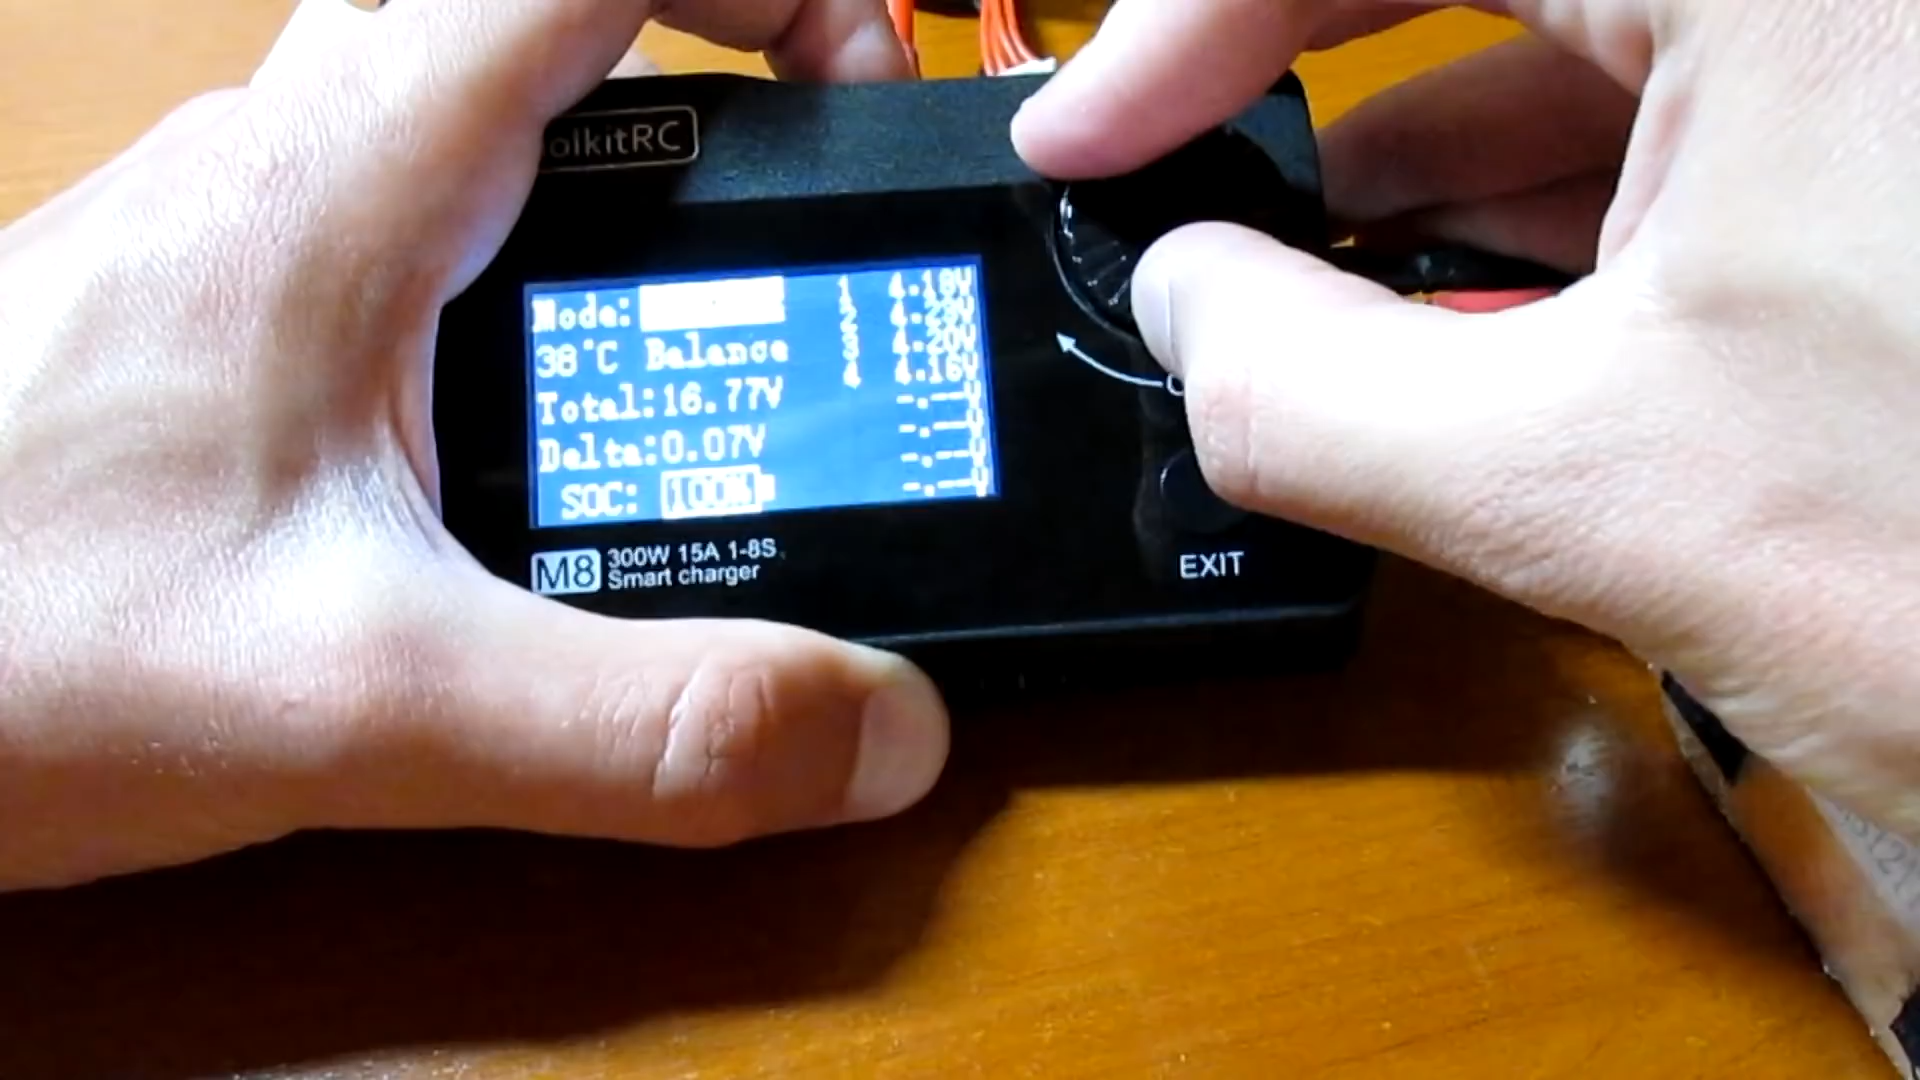 olkitRC
Mode:
1 4.18V
2 4.23V
38°C Balance
3 4.20V
4 4.16V
Total:16.77V
-.--V
Delta:0.07V
-.--V
-.--V
SOC: 100%
-.--V
M8 300W 15A 1-8S
Smart charger
EXIT